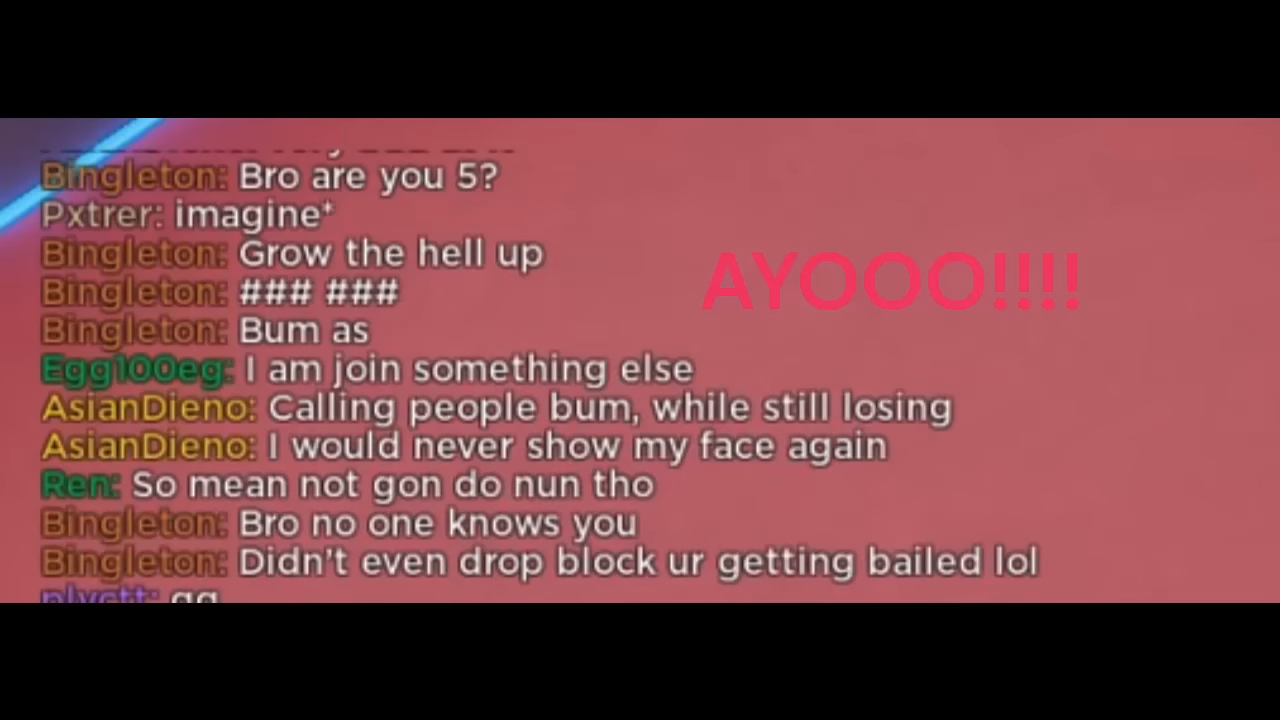 Bingleton: Bro are you 5?
Pxtrer: imagine*
Bingleton: Grow the hell up
AYOOO!!!!
Bingleton: ### ###
Bingleton: Bum as
Egg100eg: I am join something else
AsianDieno: Calling people bum, while still losing
AsianDieno: I would never show my face again
Ren: So mean not gon do nun tho
Bingleton: Bro no one knows you
Bingleton: Didn't even drop block ur getting bailed lol